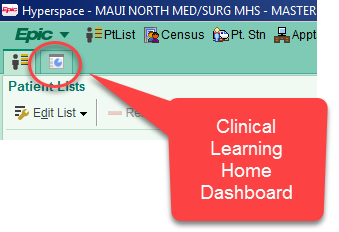 Epic Hyperspace - MAUI NORTH MED/SURG MHS - MASTER
Epic PtList Census Pt. Stn Appt
Patient Lists
Edit List
Clinical
Learning
Home
Dashboard